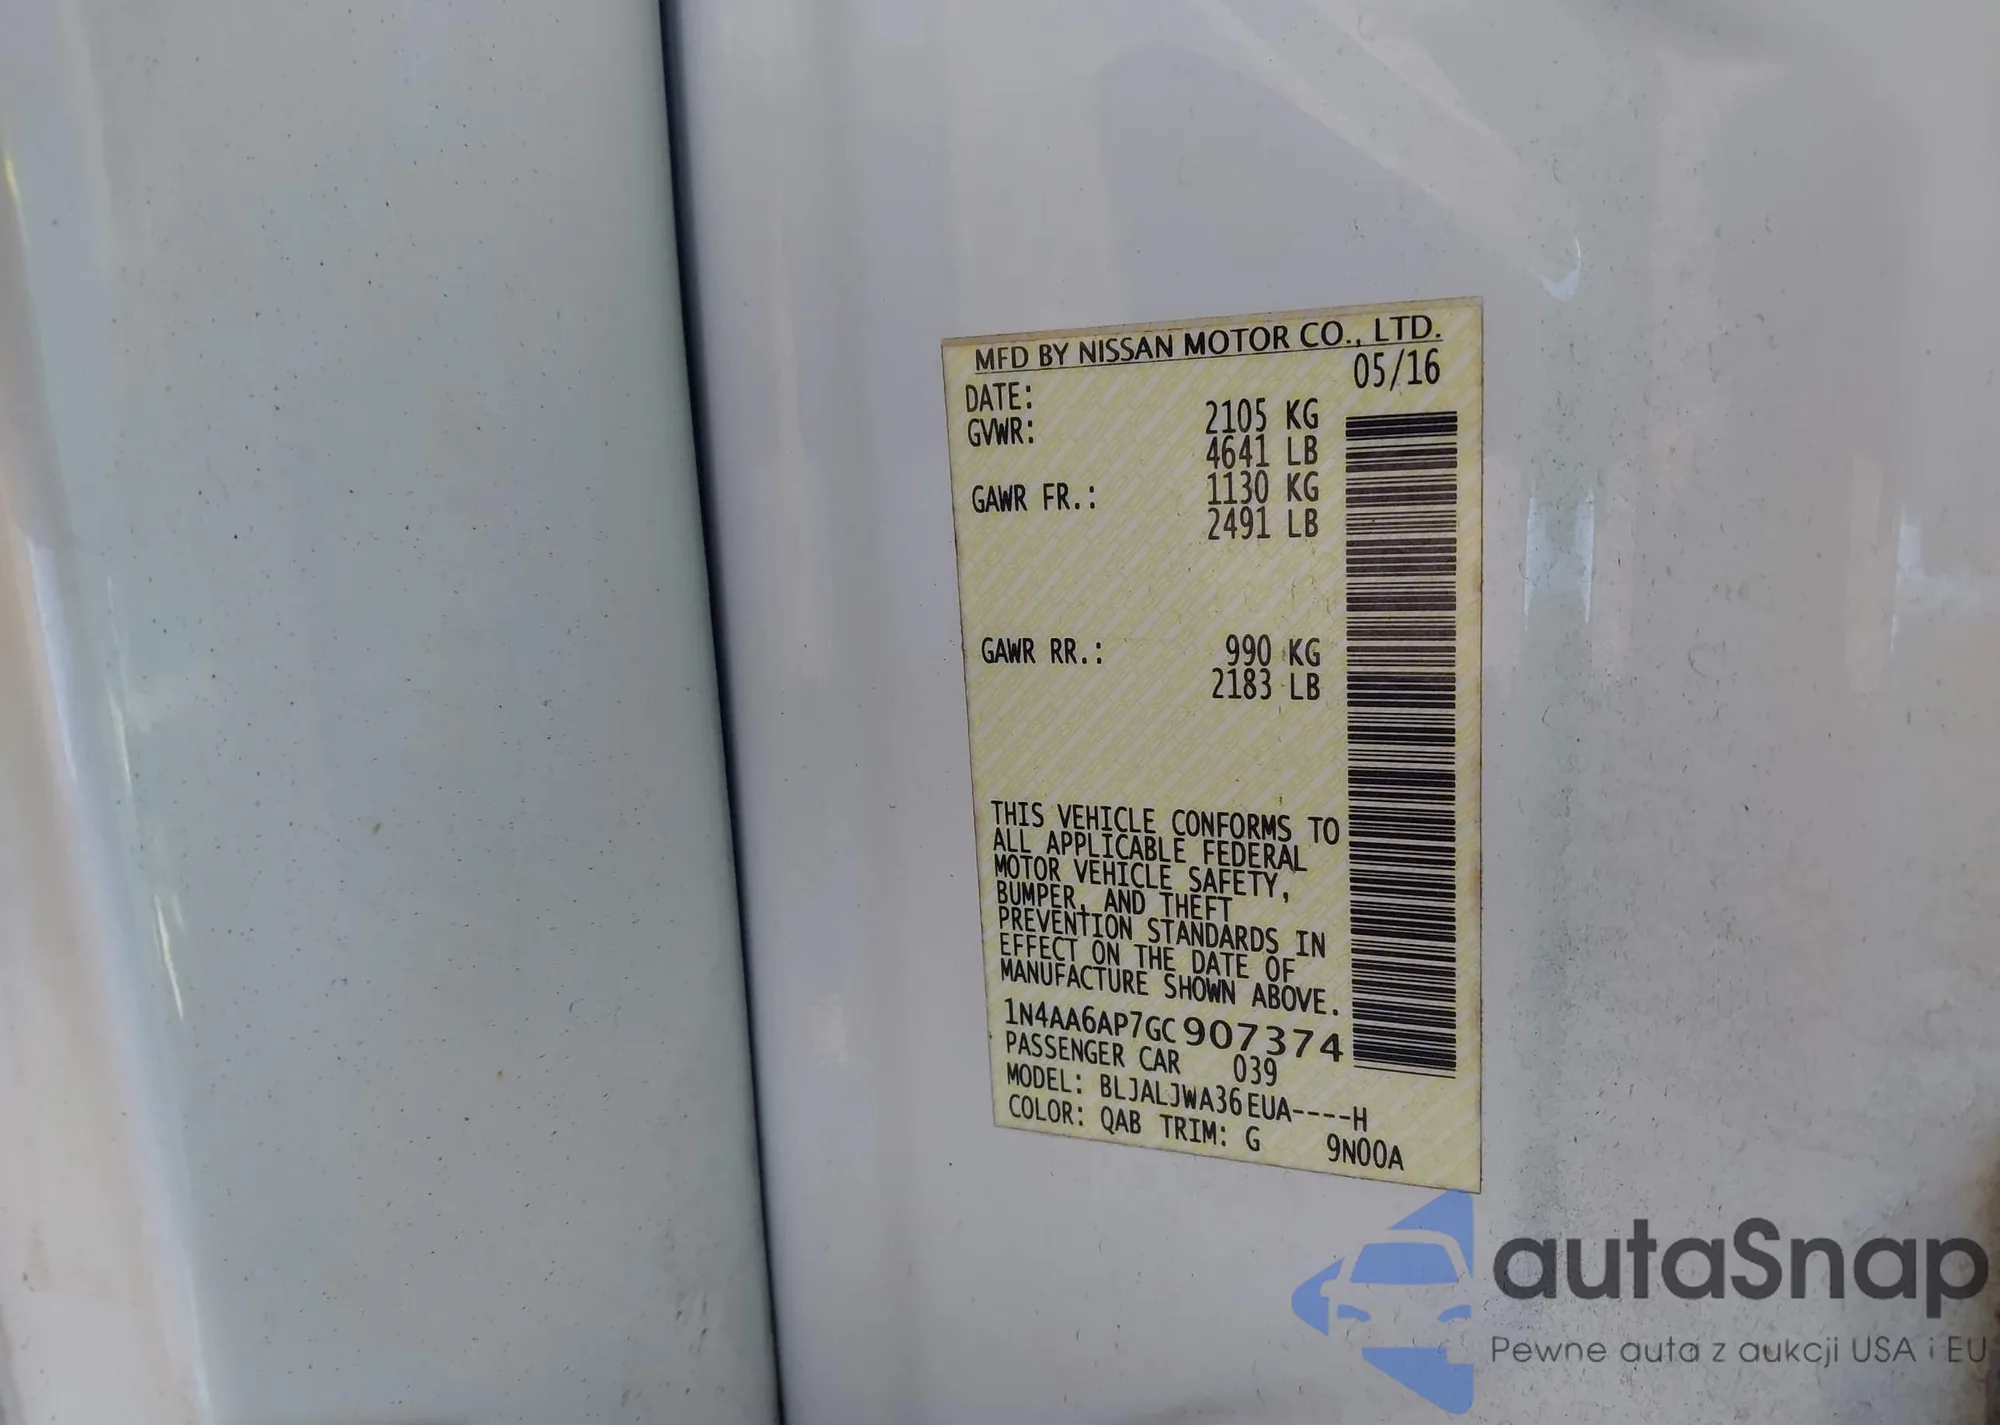 MFD BY NISSAN MOTOR CO., LTD.
DATE: 05/16
GVWR: 2105 KG
4641 LB
GAWR FR.: 1130 KG
2491 LB
GAWR RR.: 990 KG
2183 LB
THIS VEHICLE CONFORMS TO
ALL APPLICABLE FEDERAL
MOTOR VEHICLE SAFETY,
BUMPER, AND THEFT
PREVENTION STANDARDS IN
EFFECT ON THE DATE OF
MANUFACTURE SHOWN ABOVE.
1N4AA6AP7GC907374
PASSENGER CAR 039
MODEL: BLJALJWA36EUA----H
COLOR: QAB TRIM: G 9N00A
autaSnap
Pewne auta z aukcji USA i EU